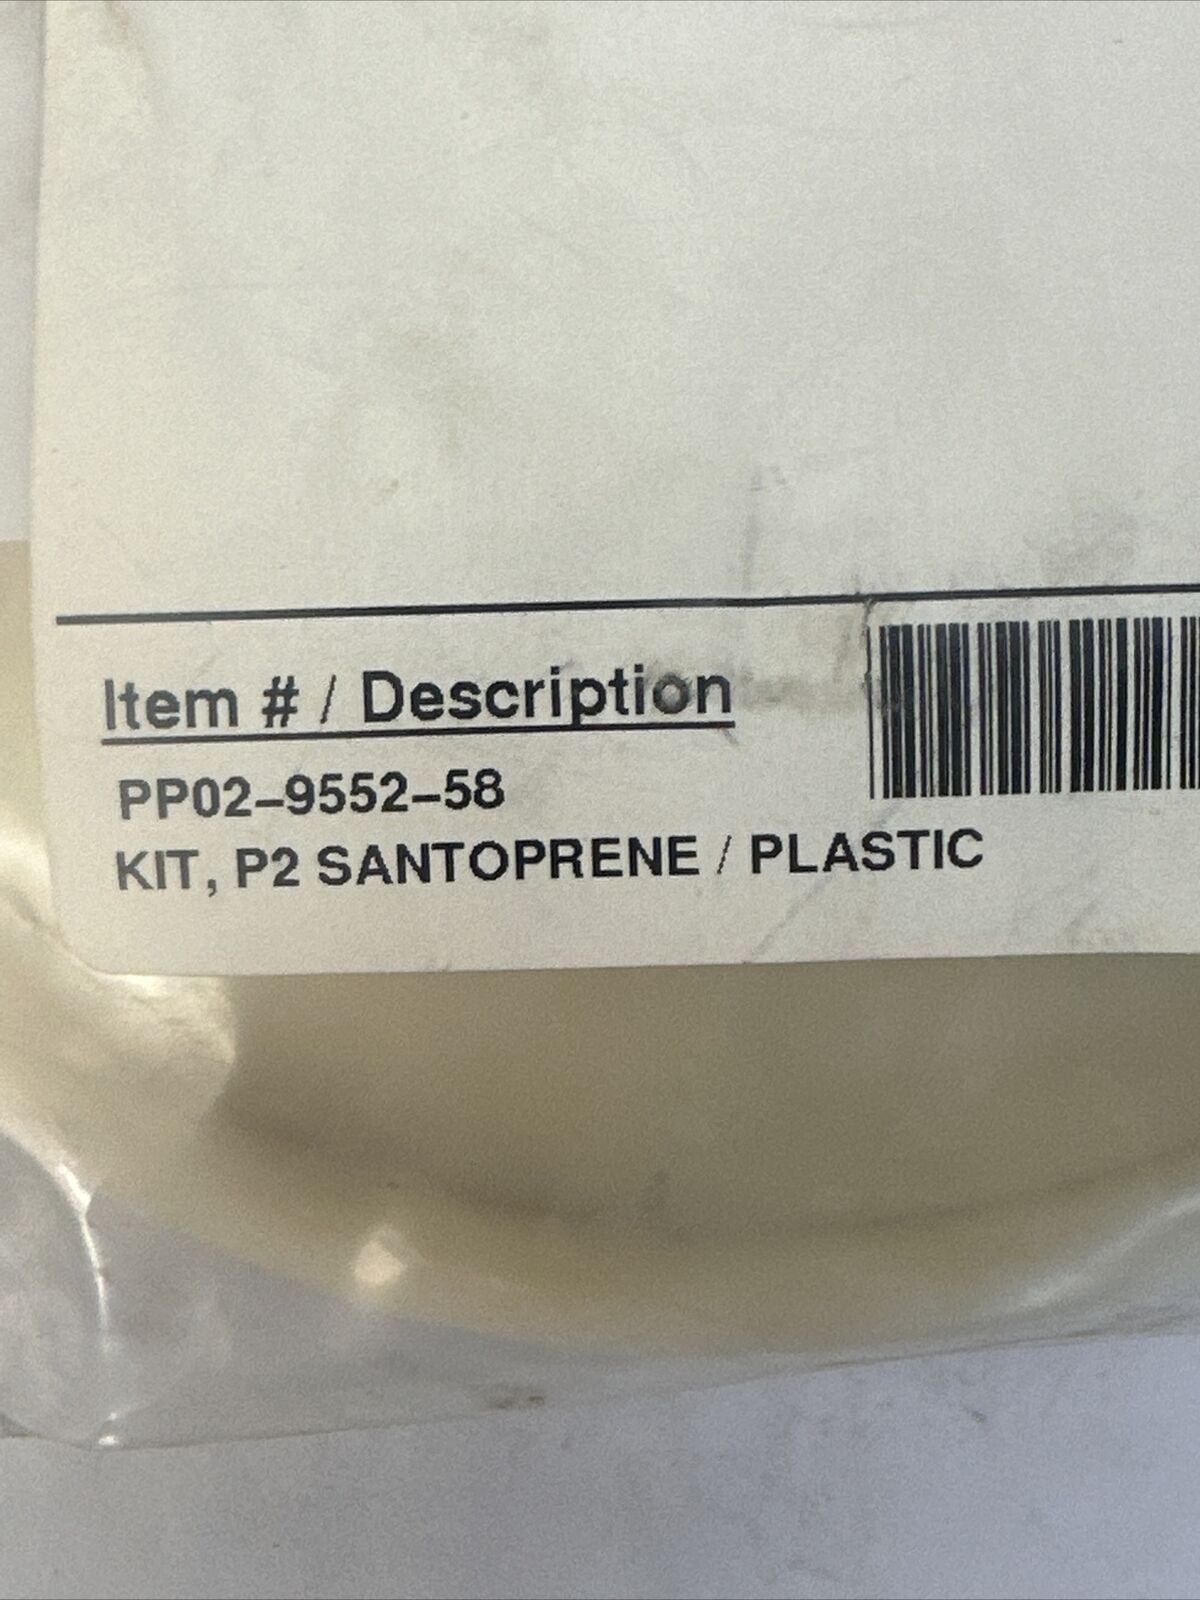 Item # / Description
PP02-9552-58
KIT, P2 SANTOPRENE / PLASTIC